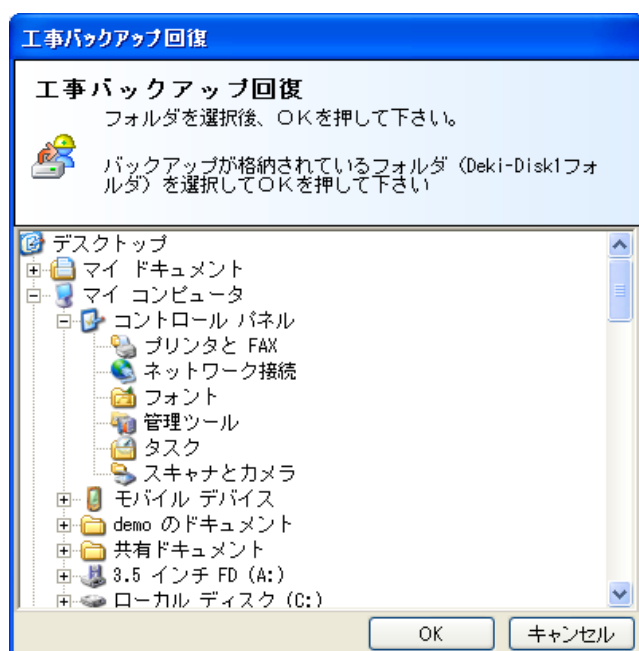 工事バックアップ回復
工事バックアップ回復
フォルダを選択後、ＯＫを押して下さい。
バックアップが格納されているフォルダ（Deki-Disk1フォ
ルダ）を選択してＯＫを押して下さい
デスクトップ
マイ ドキュメント
マイ コンピュータ
コントロール パネル
プリンタと FAX
ネットワーク接続
フォント
管理ツール
タスク
スキャナとカメラ
モバイル デバイス
demo のドキュメント
共有ドキュメント
3.5 インチ FD (A:)
ローカル ディスク (C:)
OK キャンセル